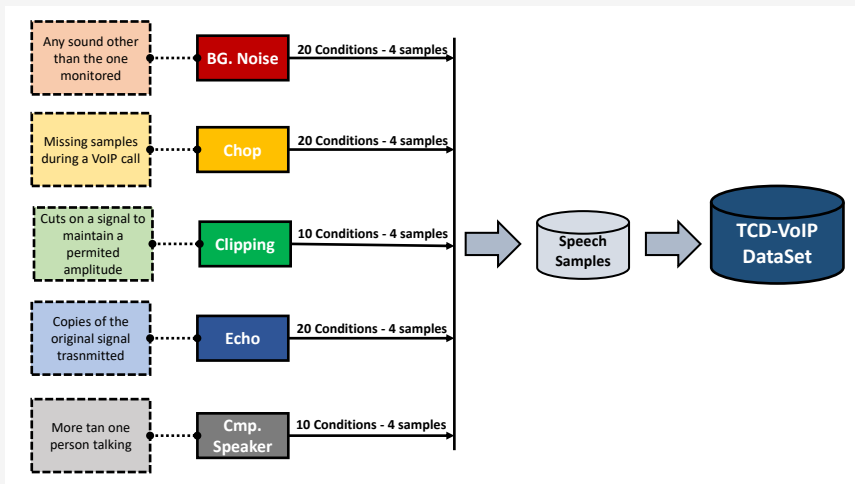 Any sound other
than the one
monitored
BG. Noise
20 Conditions - 4 samples
Missing samples
during a VoIP call
Chop
20 Conditions - 4 samples
Cuts on a signal to
maintain a
permited
amplitude
Clipping
10 Conditions - 4 samples
Copies of the
original signal
trasnmitted
Echo
20 Conditions - 4 samples
More tan one
person talking
Cmp.
Speaker
10 Conditions - 4 samples
Speech
Samples
TCD-VoIP
DataSet